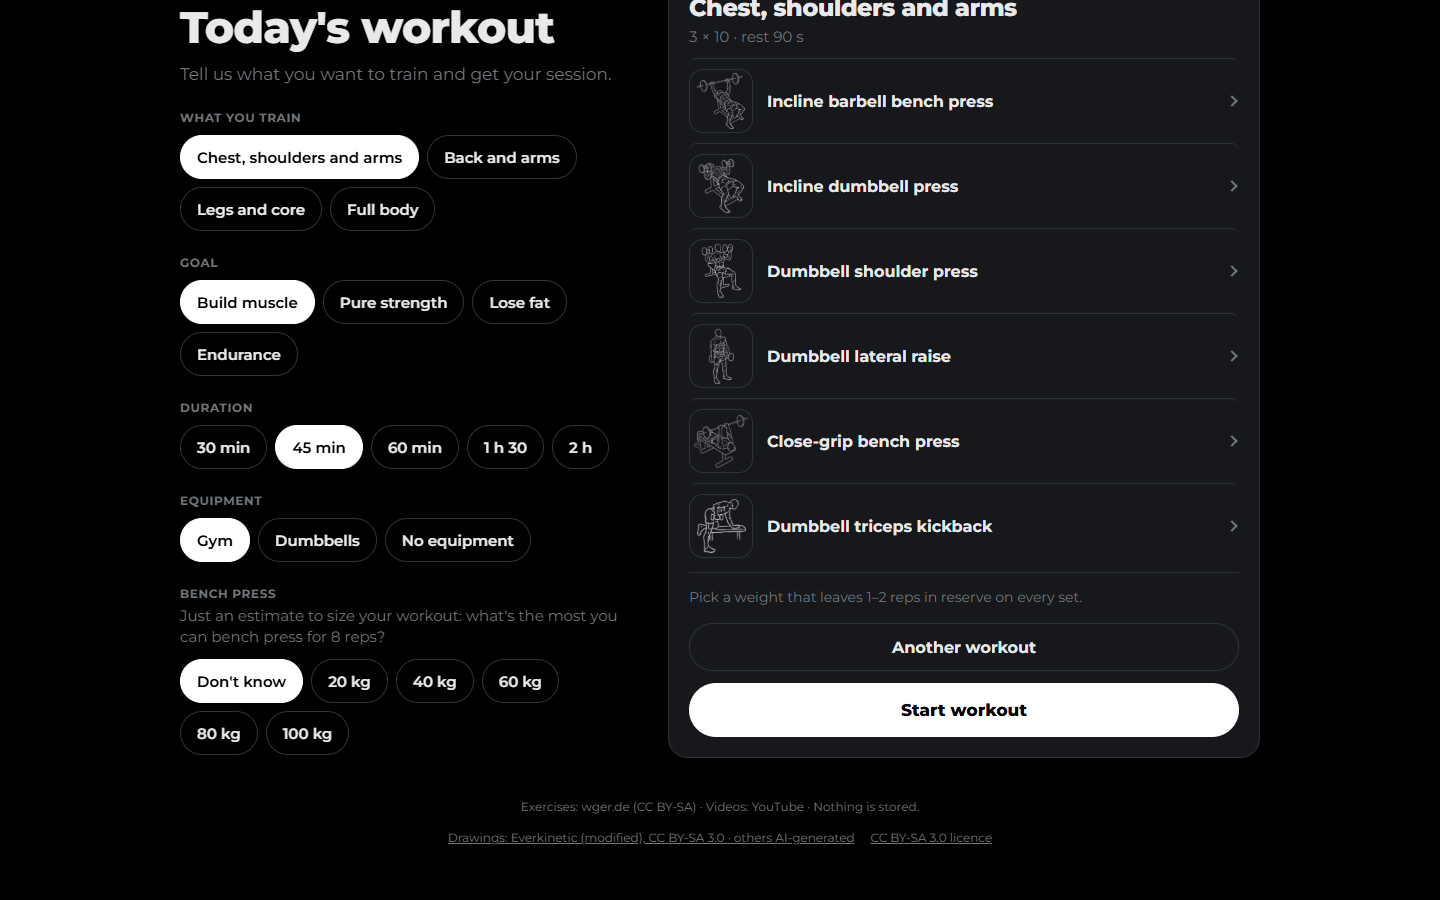 Today's workout
Tell us what you want to train and get your session.
WHAT YOU TRAIN
Chest, shoulders and arms
Back and arms
Legs and core
Full body
GOAL
Build muscle
Pure strength
Lose fat
Endurance
DURATION
30 min
45 min
60 min
1 h 30
2 h
EQUIPMENT
Gym
Dumbbells
No equipment
BENCH PRESS
Just an estimate to size your workout: what's the most you
can bench press for 8 reps?
Don't know
20 kg
40 kg
60 kg
80 kg
100 kg
Chest, shoulders and arms
3 × 10 · rest 90 s
Incline barbell bench press
Incline dumbbell press
Dumbbell shoulder press
Dumbbell lateral raise
Close-grip bench press
Dumbbell triceps kickback
Pick a weight that leaves 1–2 reps in reserve on every set.
Another workout
Start workout
Exercises: wger.de (CC BY-SA) · Videos: YouTube · Nothing is stored.
Drawings: Everkinetic (modified), CC BY-SA 3.0 · others AI-generated
CC BY-SA 3.0 licence